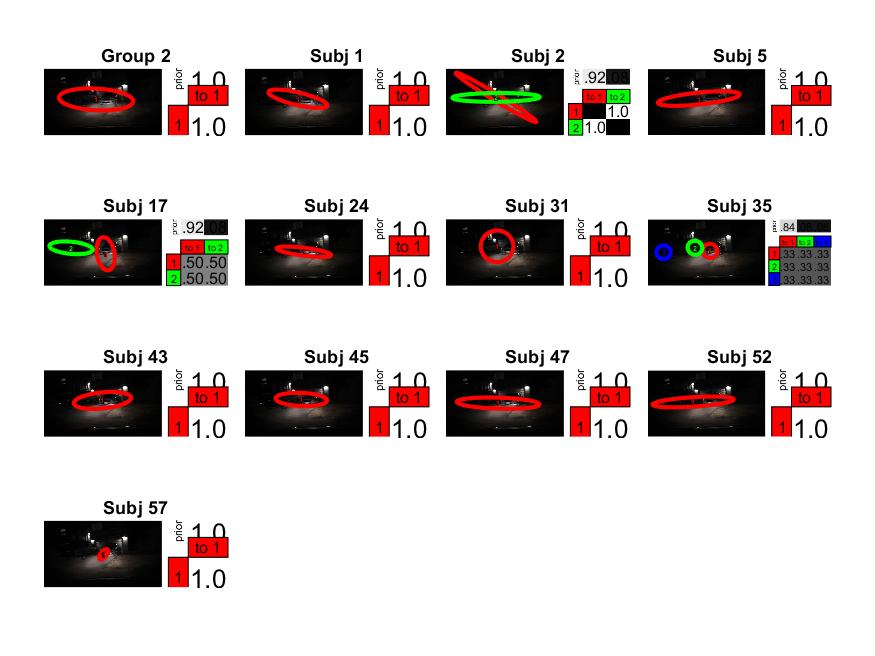 Group 2
prior 1.0
to 1
1 1.0
Subj 1
1.0
to 1
1 1.0
Subj 2
prior .92 .08
to 1 to 2
1 1.0
2 1.0
Subj 5
prior 1.0
to 1
1 1.0
Subj 17
prior .92 .08
to 1 to 2
1 .50 .50
2 .50 .50
Subj 24
prior 1.0
to 1
1 1.0
Subj 31
prior 1.0
to 1
1 1.0
Subj 35
prior .84 .08 .08
to 1 to 2
1 .33 .33 .33
2 .33 .33 .33
.33 .33 .33
Subj 43
prior 1.0
to 1
1 1.0
Subj 45
prior 1.0
to 1
1 1.0
Subj 47
prior 1.0
to 1
1 1.0
Subj 52
prior 1.0
to 1
1 1.0
Subj 57
prior 1.0
to 1
1 1.0